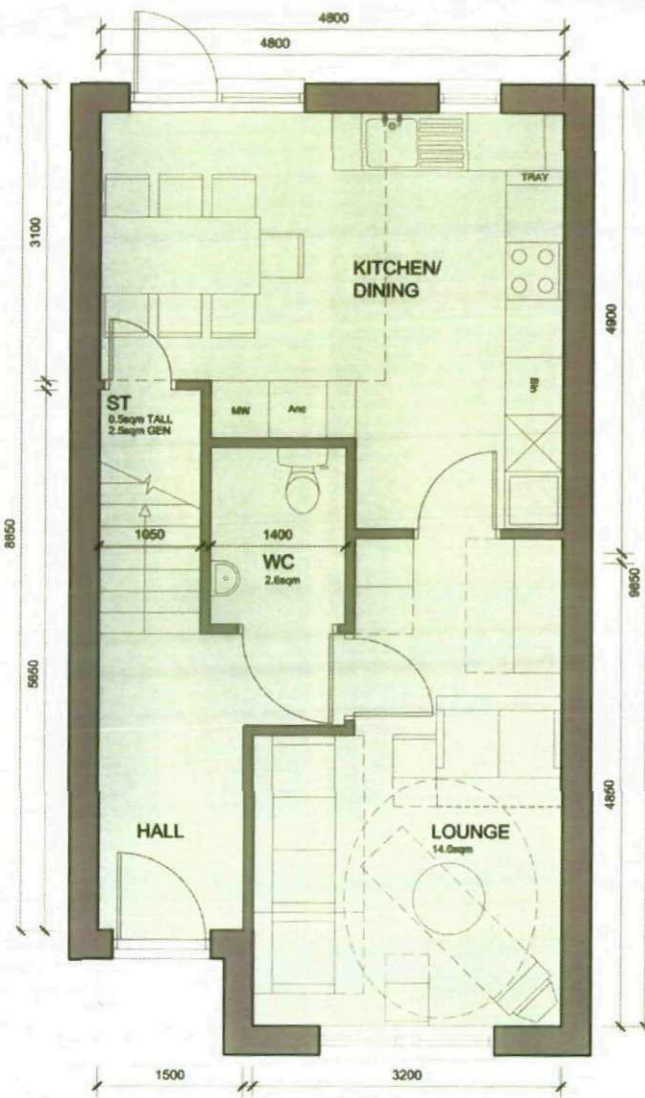 4800
4800
TRAY
3100
KITCHEN/
DINING
4900
MW
Anc
ST
0.5sqm TALL
2.5sqm GEN
8850
1050
1400
WC
2.6sqm
9850
5650
4850
HALL
LOUNGE
14.0sqm
1500
3200